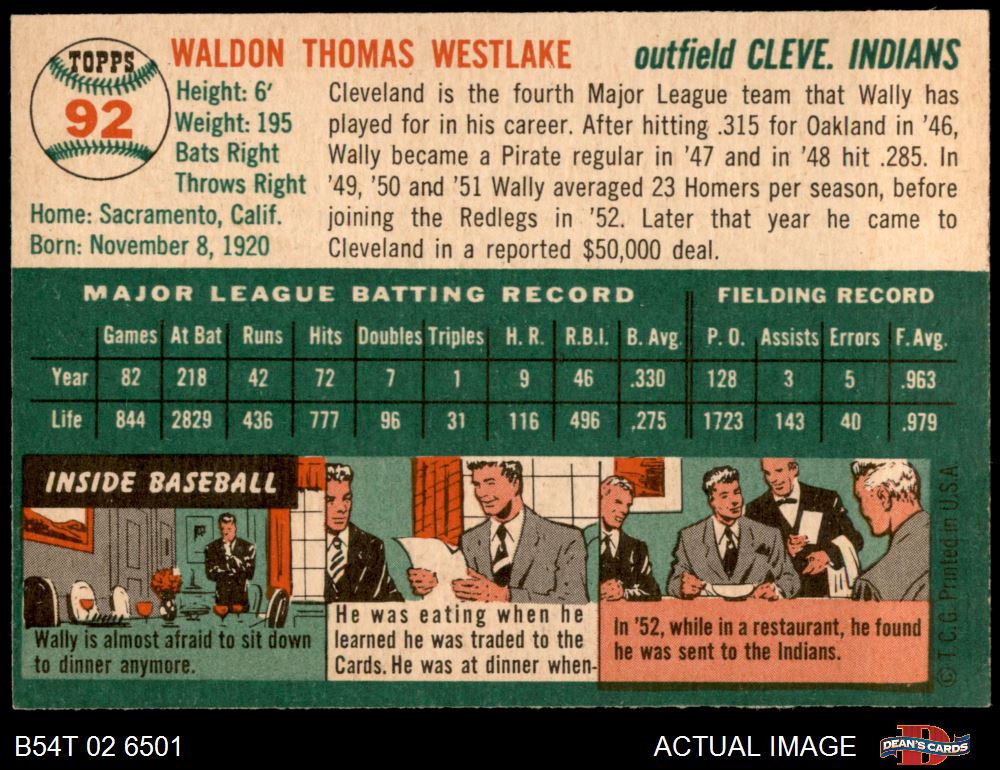 TOPPS
92
WALDON THOMAS WESTLAKE
outfield CLEVE. INDIANS
Height: 6'
Weight: 195
Bats Right
Throws Right
Home: Sacramento, Calif.
Born: November 8, 1920
Cleveland is the fourth Major League team that Wally has
played for in his career. After hitting .315 for Oakland in '46,
Wally became a Pirate regular in '47 and in '48 hit .285. In
'49, '50 and '51 Wally averaged 23 Homers per season, before
joining the Redlegs in '52. Later that year he came to
Cleveland in a reported $50,000 deal.
MAJOR LEAGUE BATTING RECORD FIELDING RECORD
Games At Bat Runs Hits Doubles Triples H. R. R.B.I. B. Avg. P. O. Assists Errors F. Avg.
Year 82 218 42 72 7 1 9 46 .330 128 3 5 .963
Life 844 2829 436 777 96 31 116 496 .275 1723 143 40 .979
INSIDE BASEBALL
Wally is almost afraid to sit down
to dinner anymore.
He was eating when he
learned he was traded to the
Cards. He was at dinner when-
In '52, while in a restaurant, he found
he was sent to the Indians.
© T.C.G. Printed in U.S.A.
B54T 02 6501
ACTUAL IMAGE
D
DEAN'S CARDS